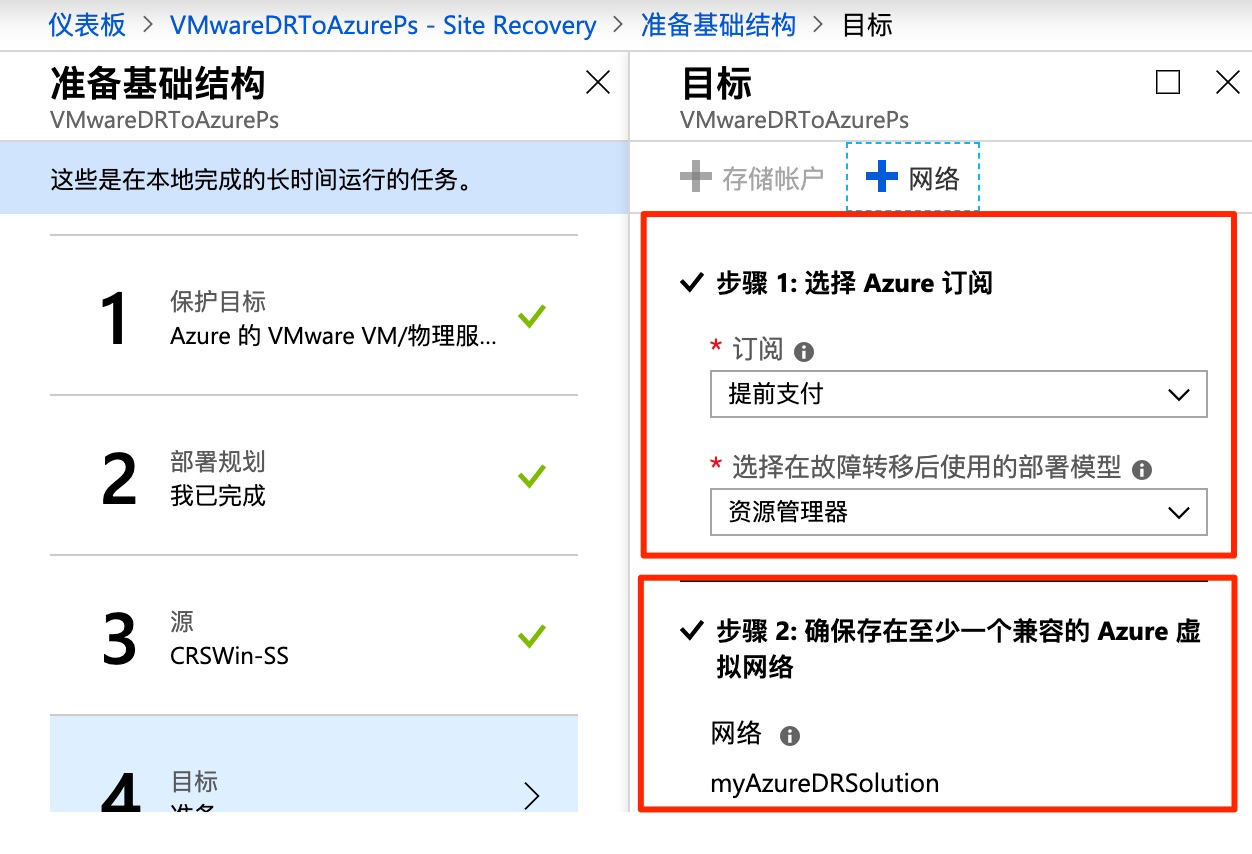 仪表板 > VMwareDRToAzurePs - Site Recovery > 准备基础结构 > 目标
准备基础结构
VMwareDRToAzurePs
这些是在本地完成的长时间运行的任务。
1
保护目标
Azure 的 VMware VM/物理服...
2
部署规划
我已完成
3
源
CRSWin-SS
4
目标
准备
目标
VMwareDRToAzurePs
存储帐户
网络
步骤 1: 选择 Azure 订阅
* 订阅
提前支付
* 选择在故障转移后使用的部署模型
资源管理器
步骤 2: 确保存在至少一个兼容的 Azure 虚
拟网络
网络
myAzureDRSolution